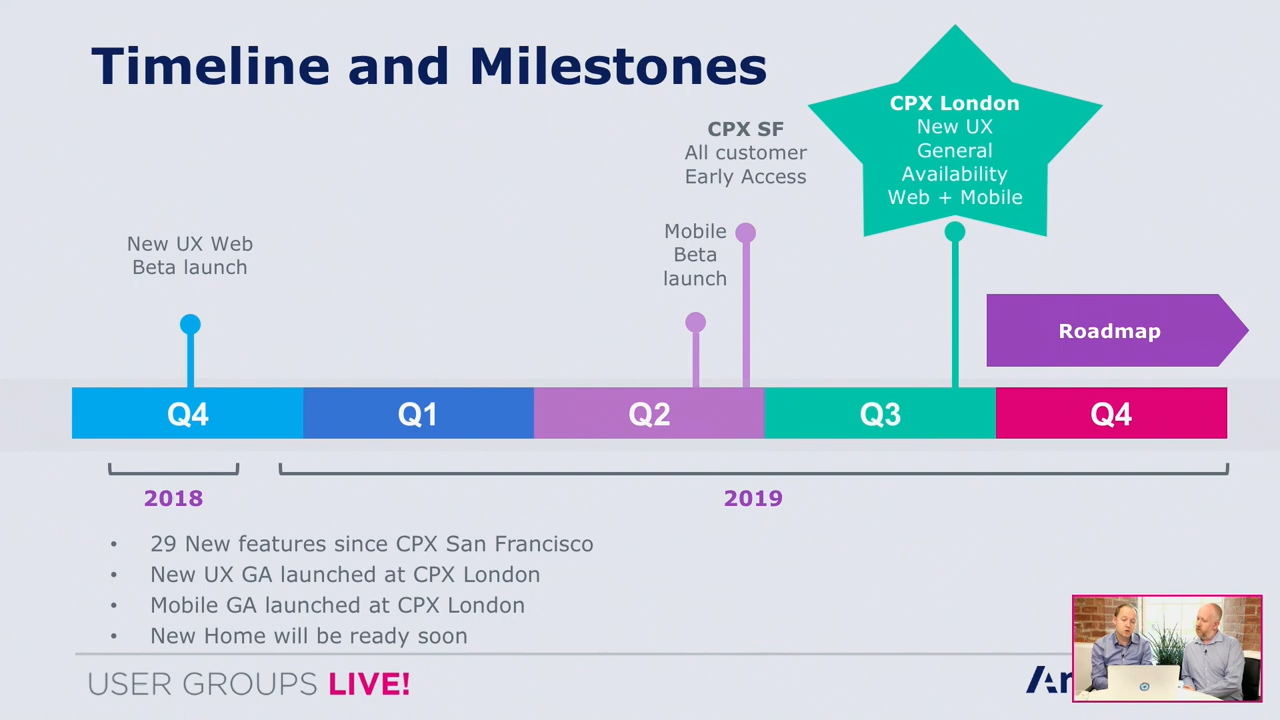 Timeline and Milestones
CPX London
New UX
General
Availability
Web + Mobile
CPX SF
All customer
Early Access
Mobile
Beta
launch
New UX Web
Beta launch
Roadmap
Q4
Q1
Q2
Q3
Q4
2018
2019
• 29 New features since CPX San Francisco
• New UX GA launched at CPX London
• Mobile GA launched at CPX London
• New Home will be ready soon
USER GROUPS LIVE!